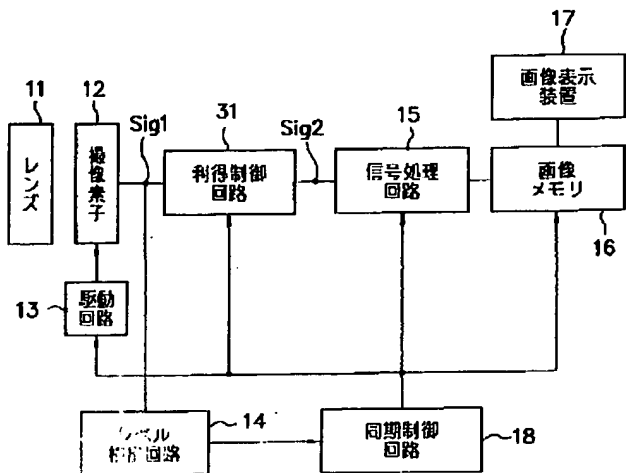 17
画像表示
装置
11
12
Sig1
31
Sig2
15
レンズ
撮像素子
利得制御
回路
信号処理
回路
画像
メモリ
16
13
駆動
回路
14
回路
同期制御
回路
18